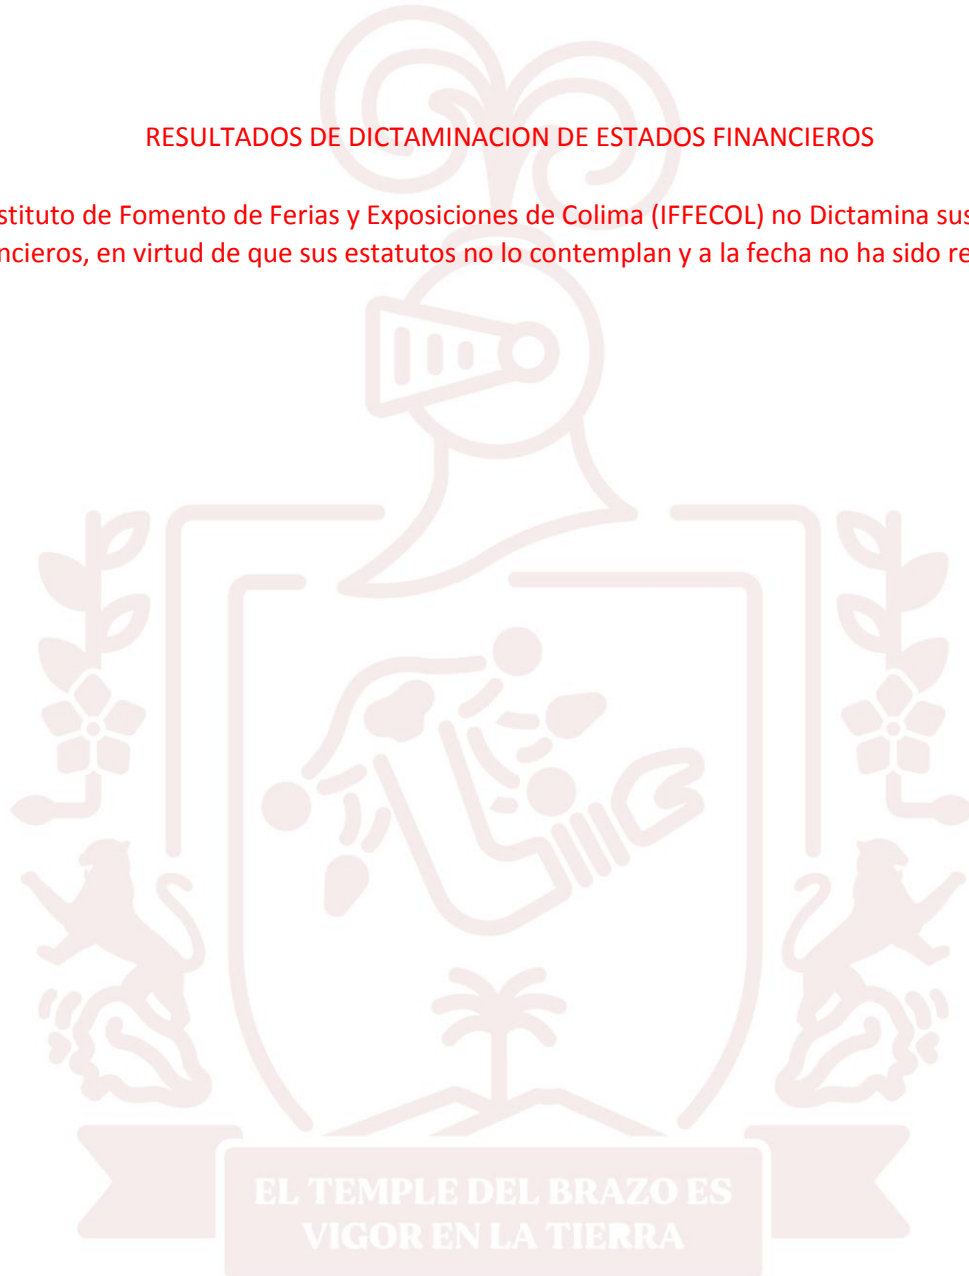 RESULTADOS DE DICTAMINACION DE ESTADOS FINANCIEROS
stituto de Fomento de Ferias y Exposiciones de Colima (IFFECOL) no Dictamina sus
ncieros, en virtud de que sus estatutos no lo contemplan y a la fecha no ha sido re
EL TEMPLE DEL BRAZO ES
VIGOR EN LA TIERRA